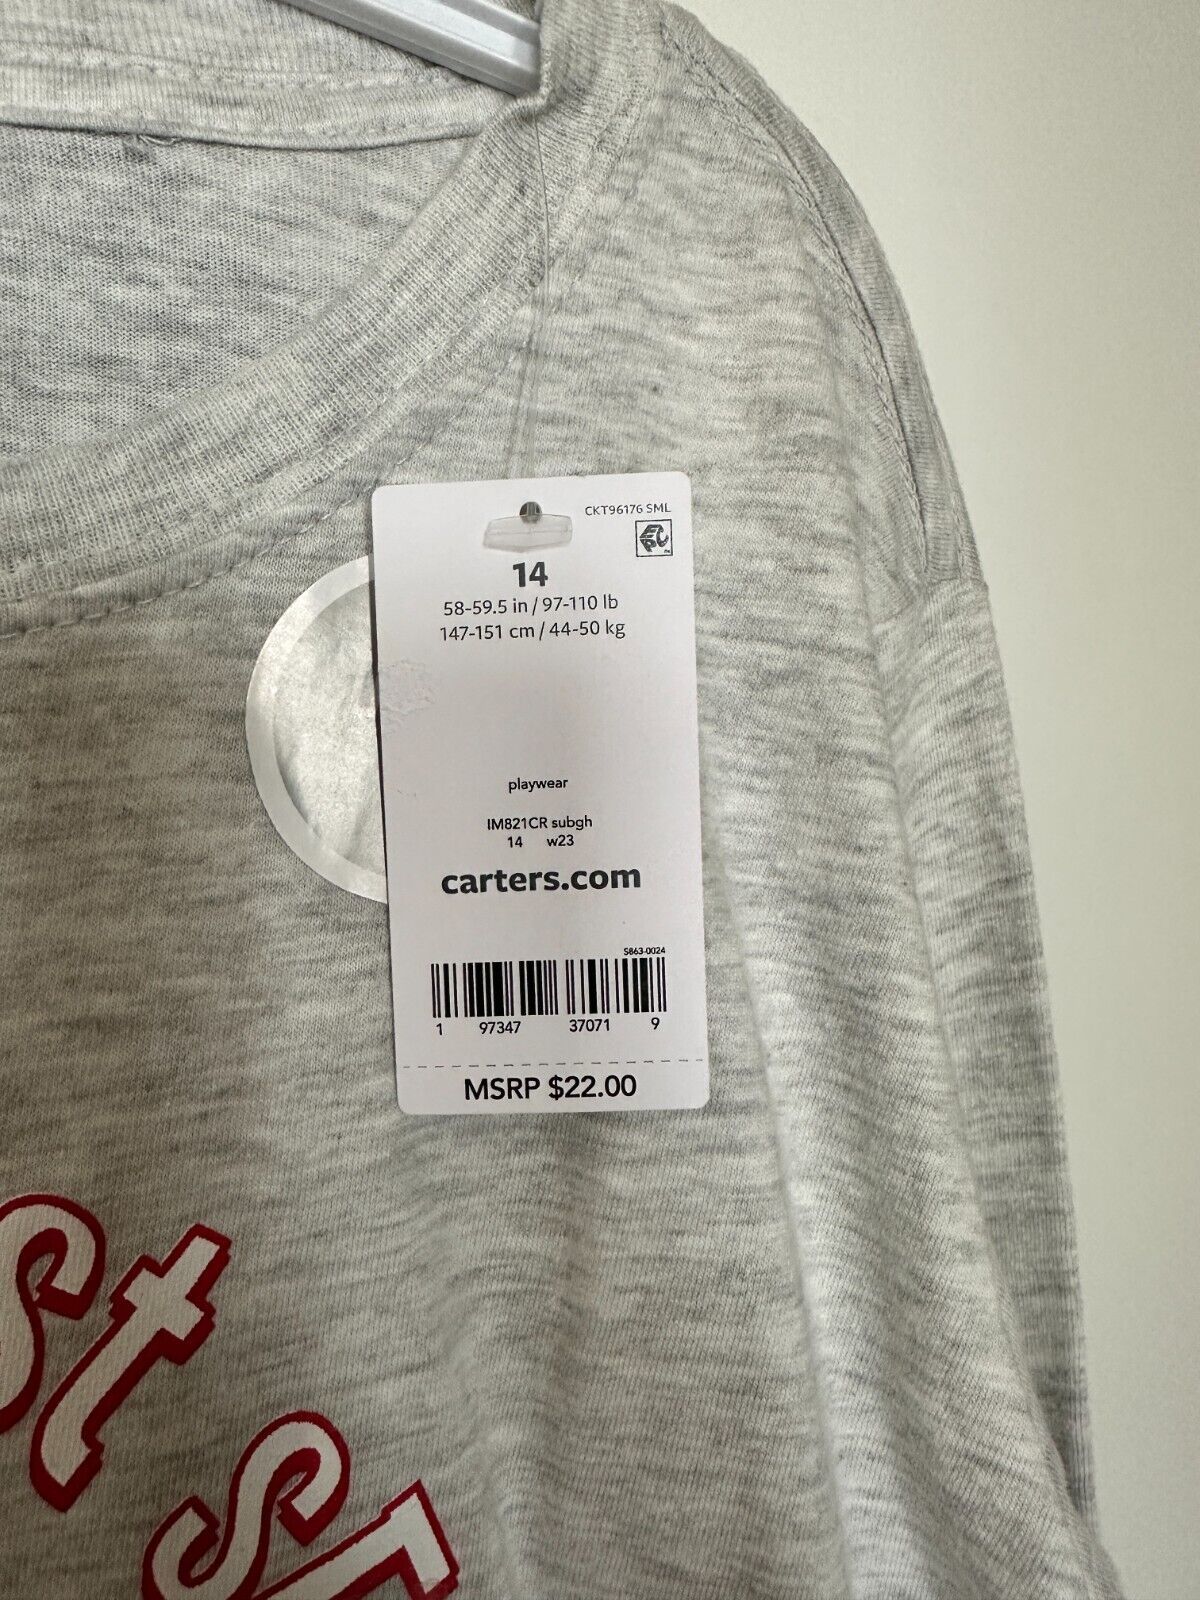 CKT96176 SML
14
58-59.5 in / 97-110 lb
147-151 cm / 44-50 kg
playwear
IM821CR subgh
14 w23
carters.com
S863-0024
1 97347 37071 9
MSRP $22.00
st